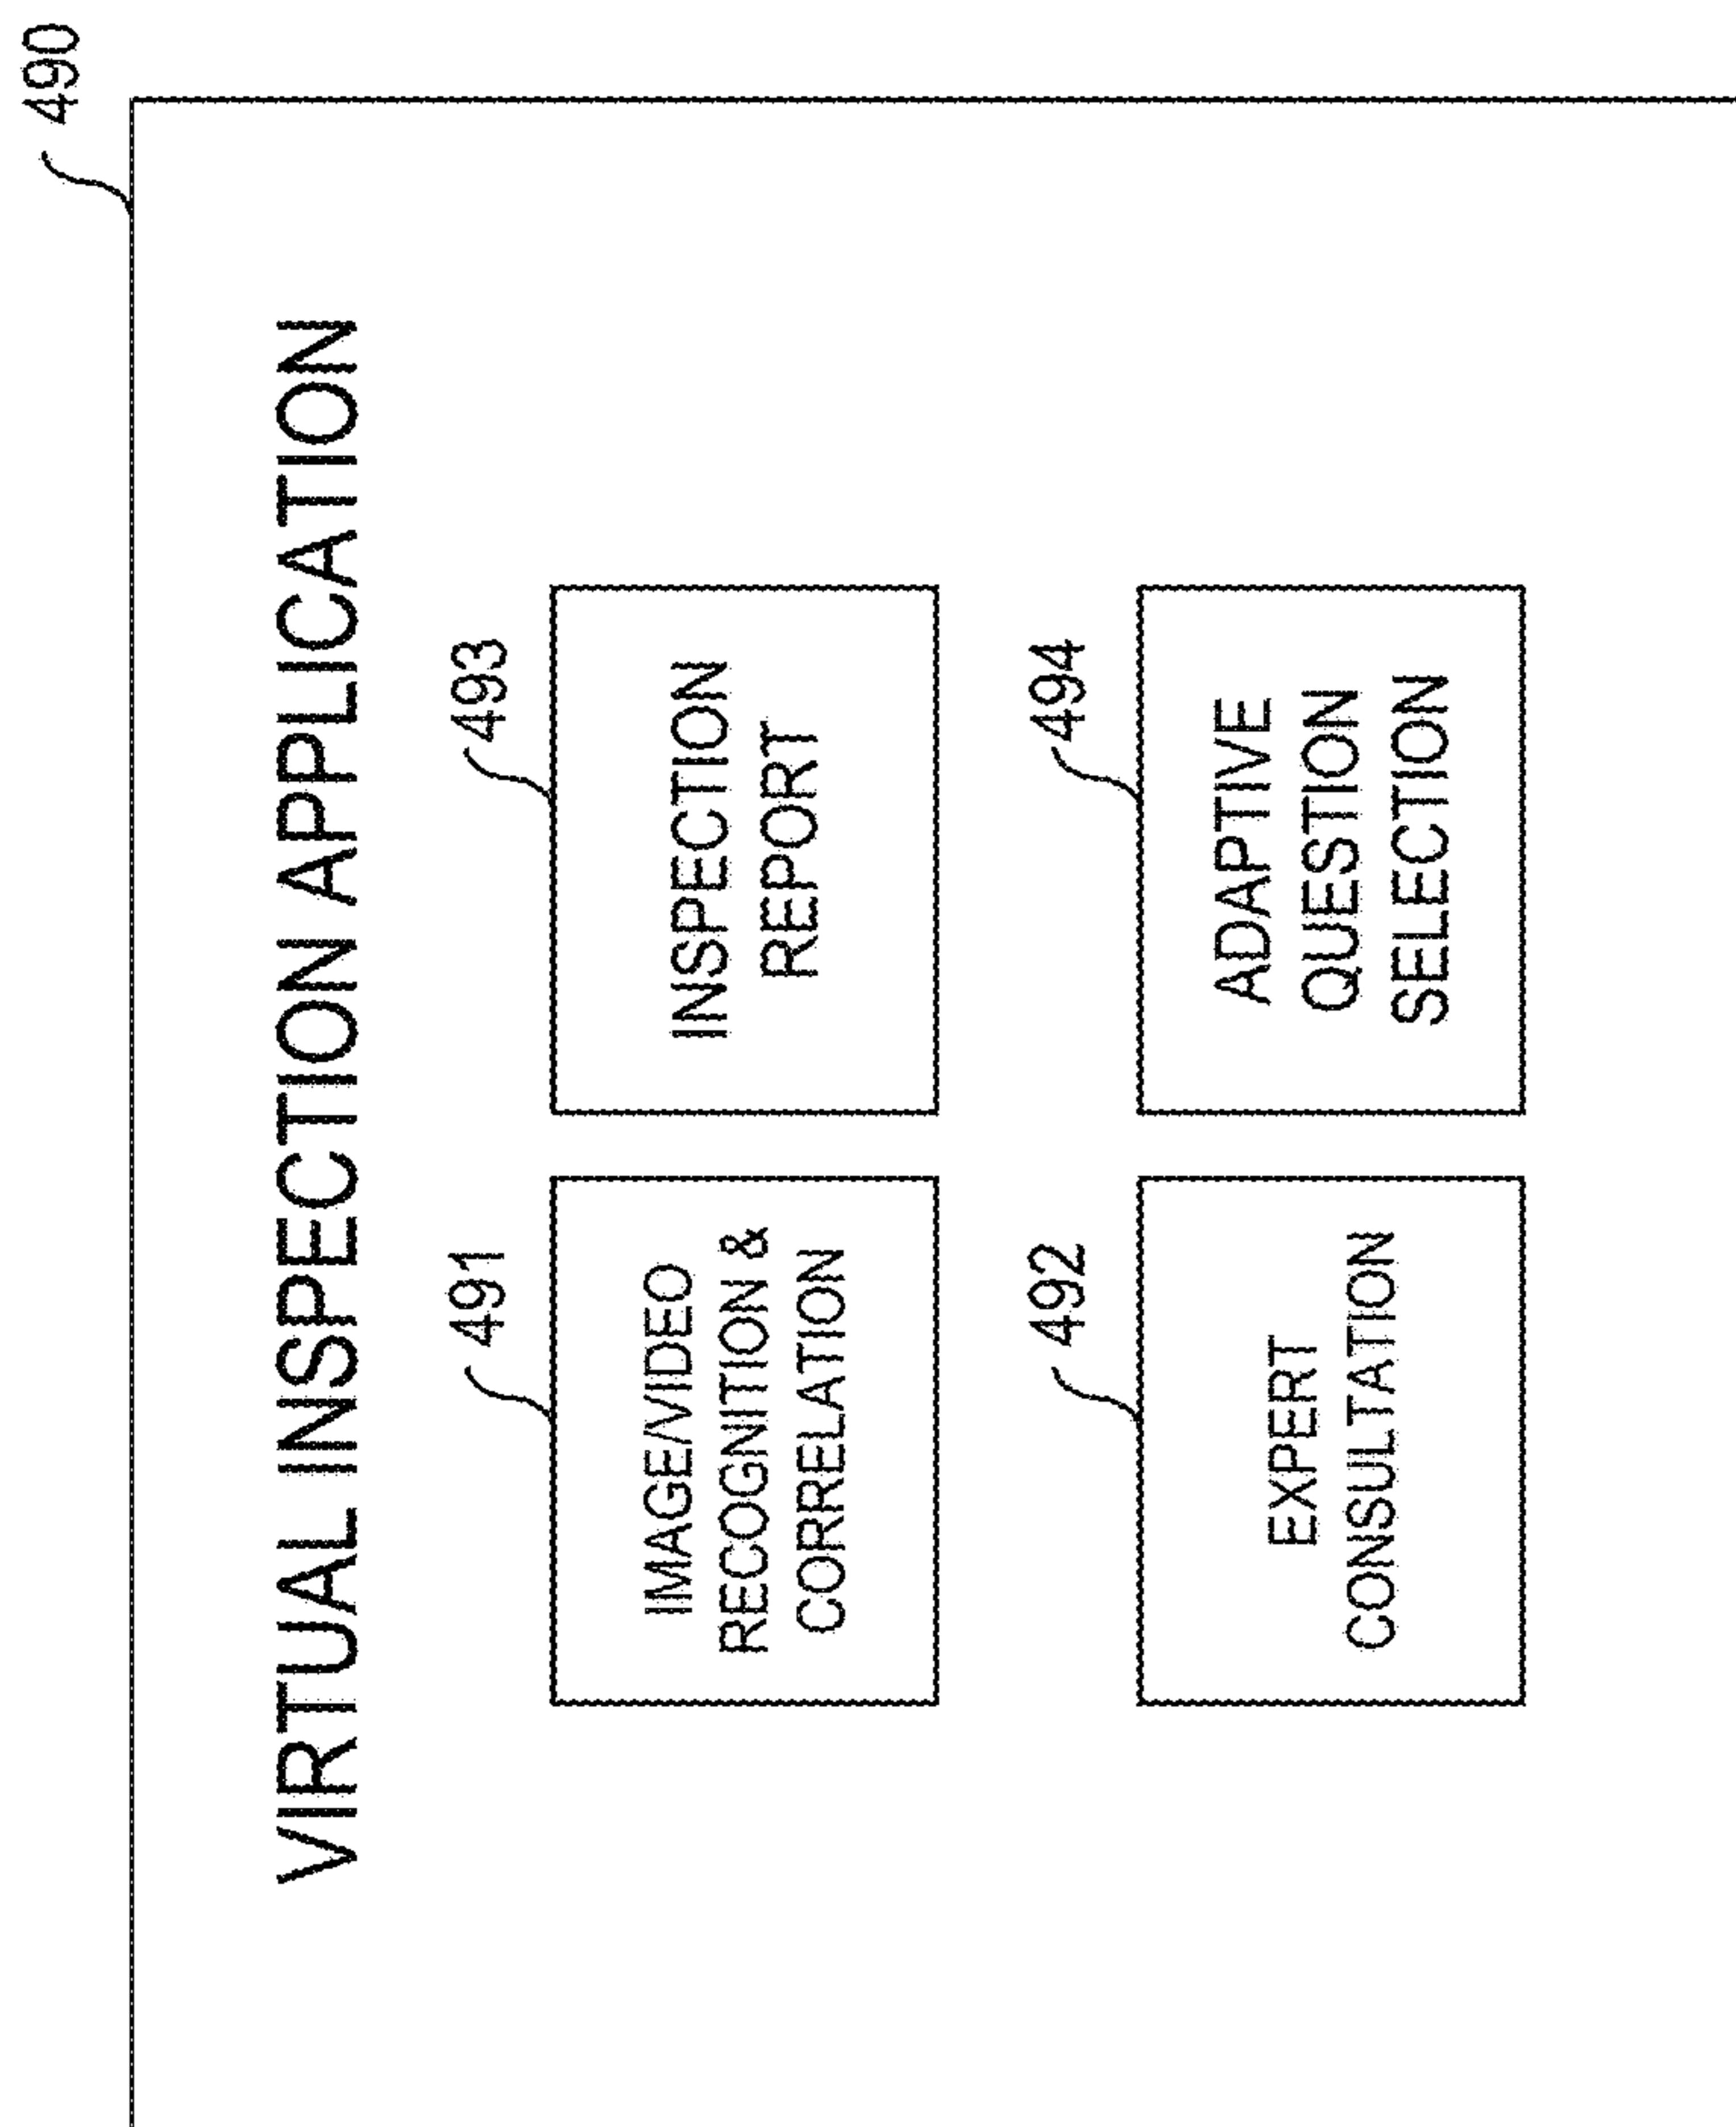 490
VIRTUAL INSPECTION APPLICATION
491
IMAGE/VIDEO
RECOGNITION &
CORRELATION
493
INSPECTION
REPORT
492
EXPERT
CONSULTATION
494
ADAPTIVE
QUESTION
SELECTION